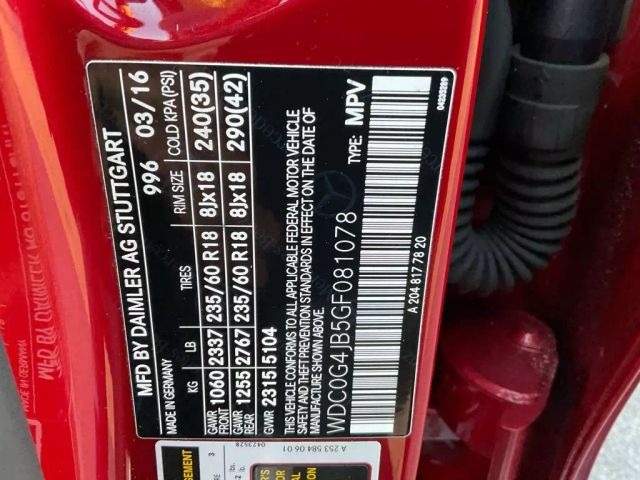 MFD BY DAIMLER AG STUTTGART
MADE IN GERMANY 996 03/16
KG LB TIRES RIM SIZE COLD KPA (PSI)
GAWR FRONT 1060 2337 235/60 R18 8Jx18 240(35)
GAWR REAR 1255 2767 235/60 R18 8Jx18 290(42)
GVWR 2315 5104
THIS VEHICLE CONFORMS TO ALL APPLICABLE FEDERAL MOTOR VEHICLE
SAFETY, BUMPER, AND THEFT PREVENTION STANDARDS IN EFFECT ON THE DATE OF
MANUFACTURE SHOWN ABOVE.
WDC0G4JB5GF081078 TYPE: MPV
A 204 817 78 20 04235289
A 253 584 06 01
0423528